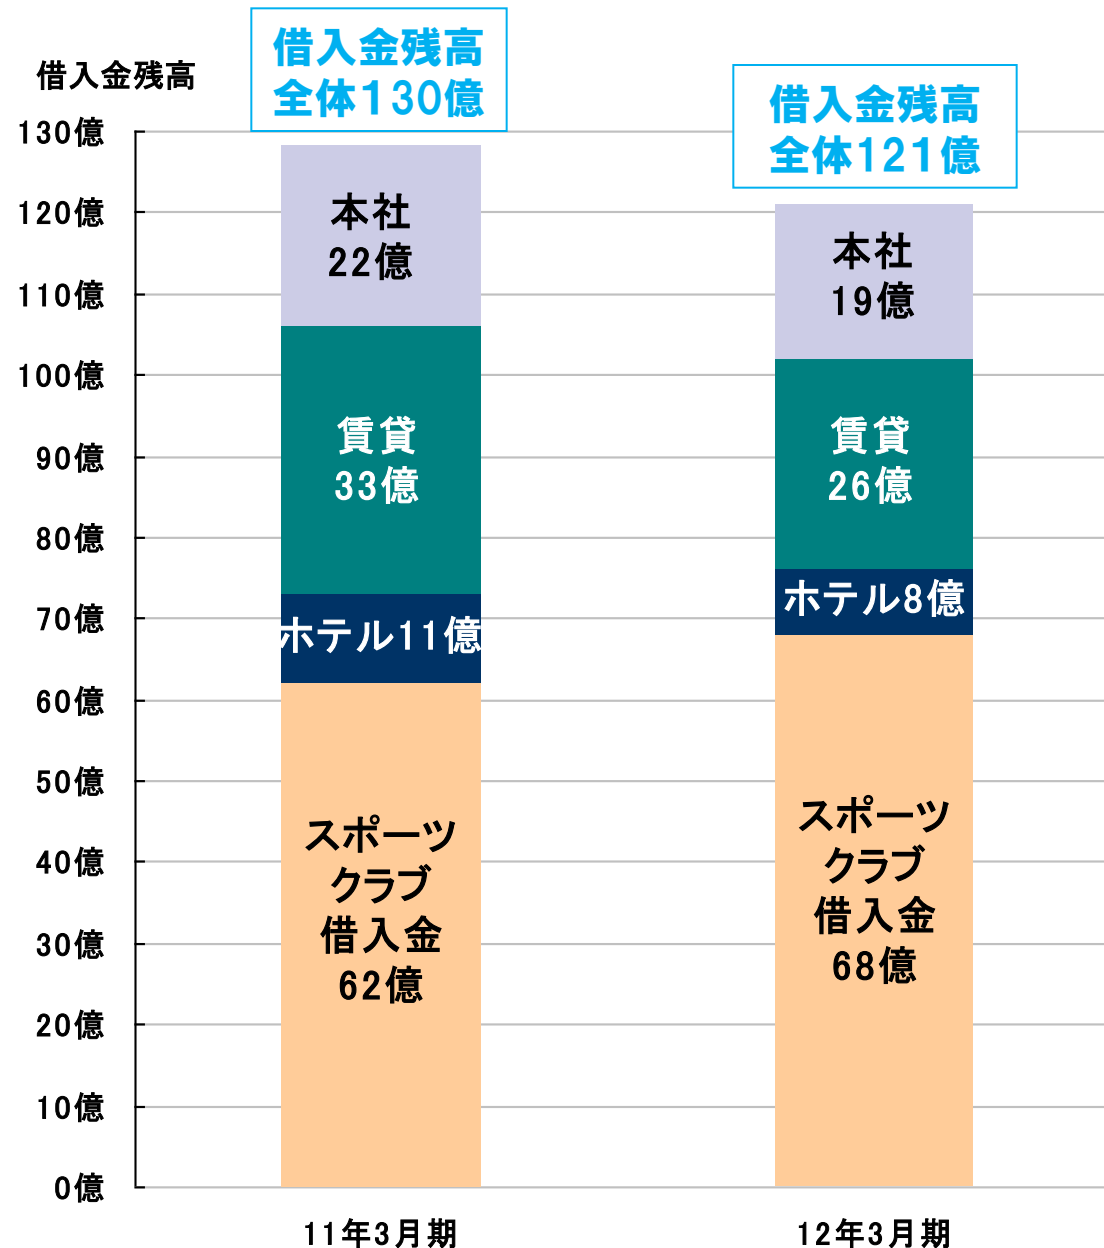 借入金残高
全体130億
借入金残高
全体121億
借入金残高
130億
120億
110億
100億
90億
80億
70億
60億
50億
40億
30億
20億
10億
0億
本社
22億
賃貸
33億
ホテル11億
スポーツ
クラブ
借入金
62億
本社
19億
賃貸
26億
ホテル8億
スポーツ
クラブ
借入金
68億
11年3月期
12年3月期